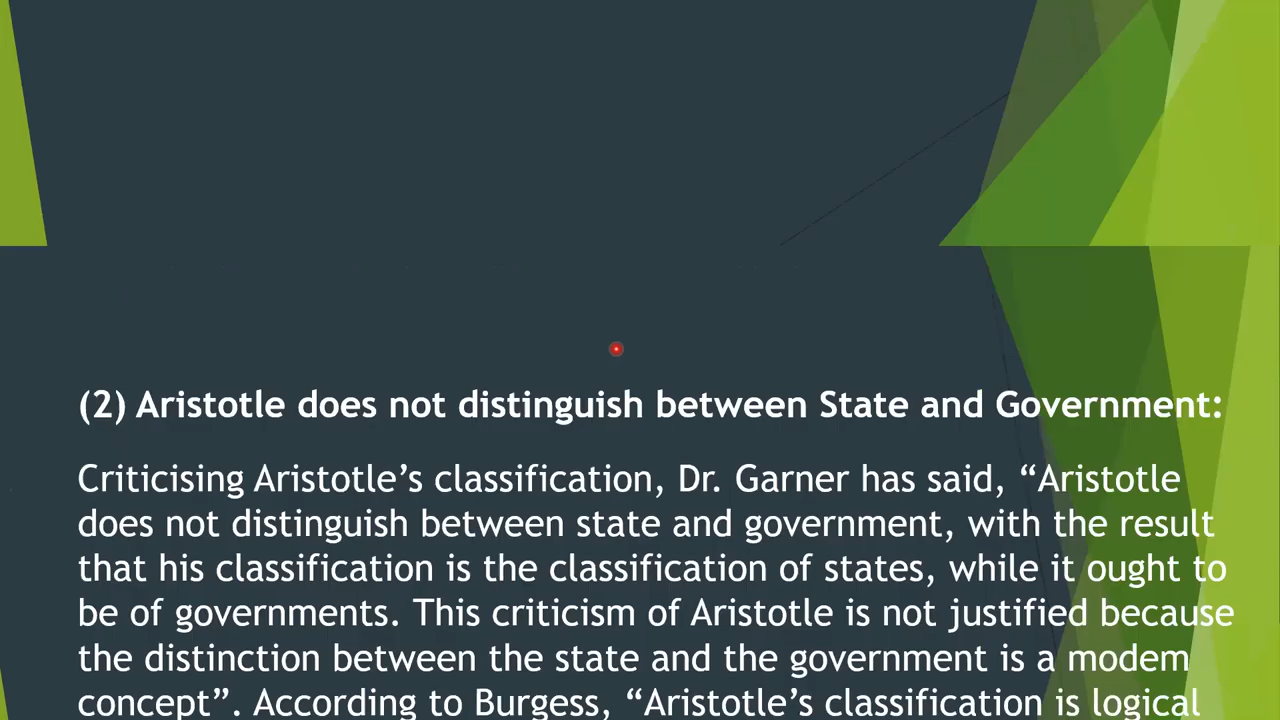 (2) Aristotle does not distinguish between State and Government:
Criticising Aristotle’s classification, Dr. Garner has said, “Aristotle
does not distinguish between state and government, with the result
that his classification is the classification of states, while it ought to
be of governments. This criticism of Aristotle is not justified because
the distinction between the state and the government is a modem
concept”. According to Burgess, “Aristotle’s classification is logical